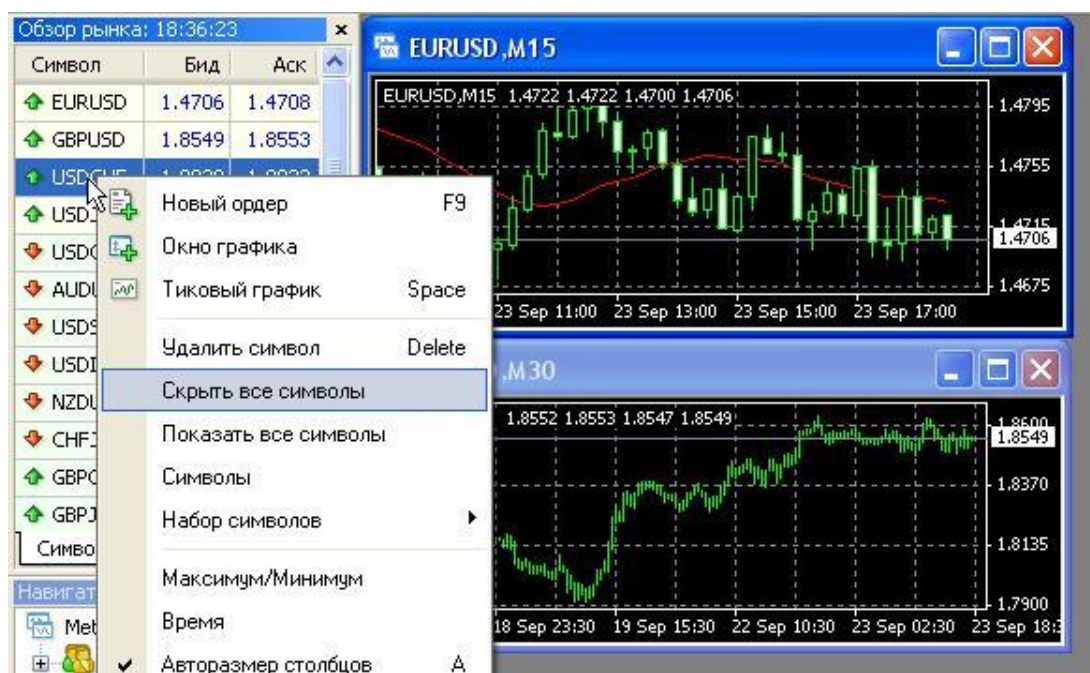 Обзор рынка: 18:36:23
Символ Бид Аск
EURUSD 1.4706 1.4708
GBPUSD 1.8549 1.8553
Новый ордер F9
Окно графика
Тиковый график Space
Удалить символ Delete
Скрыть все символы
Показать все символы
Символы
Набор символов
Максимум/Минимум
Время
Авторазмер столбцов A
EURUSD,M15
EURUSD,M15 1.4722 1.4722 1.4700 1.4706
1.4795
1.4755
1.4706
1.4675
23 Sep 11:00 23 Sep 13:00 23 Sep 15:00 23 Sep 17:00
,M30
1.8552 1.8553 1.8547 1.8549
1.8549
1.8370
1.8135
1.7900
18 Sep 23:30 19 Sep 15:30 22 Sep 10:30 23 Sep 02:30 23 Sep 18:3